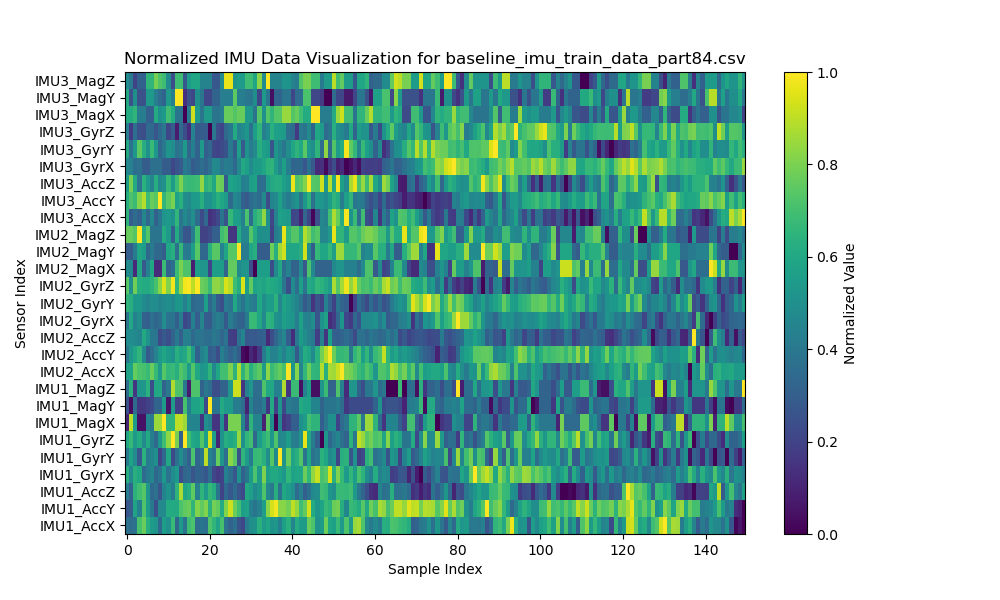 Normalized IMU Data Visualization for baseline_imu_train_data_part84.csv
IMU3_MagZ
IMU3_MagY
IMU3_MagX
IMU3_GyrZ
IMU3_GyrY
IMU3_GyrX
IMU3_AccZ
IMU3_AccY
IMU3_AccX
IMU2_MagZ
IMU2_MagY
IMU2_MagX
IMU2_GyrZ
IMU2_GyrY
IMU2_GyrX
IMU2_AccZ
IMU2_AccY
IMU2_AccX
IMU1_MagZ
IMU1_MagY
IMU1_MagX
IMU1_GyrZ
IMU1_GyrY
IMU1_GyrX
IMU1_AccZ
IMU1_AccY
IMU1_AccX
Sensor Index
0 20 40 60 80 100 120 140
Sample Index
1.0
0.8
0.6
0.4
0.2
0.0
Normalized Value